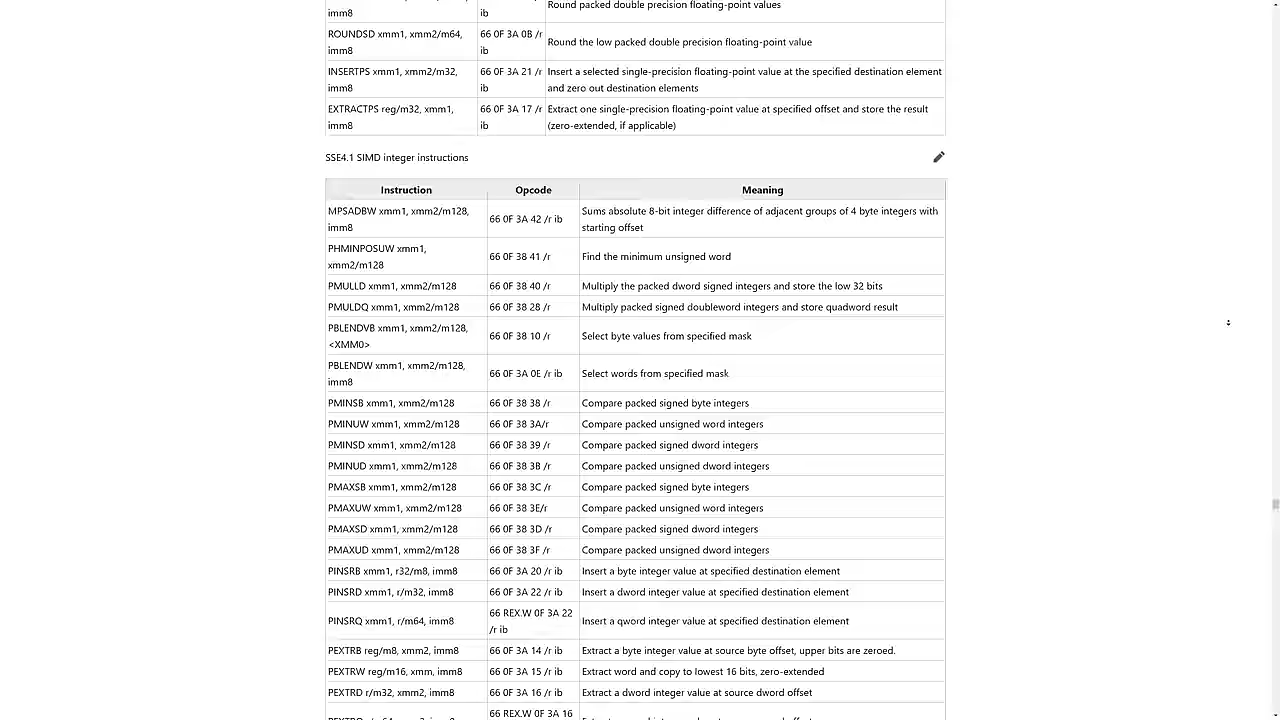 Round packed double precision floating-point values
imm8 ib
ROUNDSD xmm1, xmm2/m64, 66 0F 3A 0B /r
imm8 ib
Round the low packed double precision floating-point value
INSERTPS xmm1, xmm2/m32, 66 0F 3A 21 /r Insert a selected single-precision floating-point value at the specified destination element
imm8 ib and zero out destination elements
EXTRACTPS reg/m32, xmm1, 66 0F 3A 17 /r Extract one single-precision floating-point value at specified offset and store the result
imm8 ib (zero-extended, if applicable)
SSE4.1 SIMD integer instructions
Instruction Opcode Meaning
MPSADBW xmm1, xmm2/m128,
imm8
66 0F 3A 42 /r ib
Sums absolute 8-bit integer difference of adjacent groups of 4 byte integers with
starting offset
PHMINPOSUW xmm1,
xmm2/m128
66 0F 38 41 /r
Find the minimum unsigned word
PMULLD xmm1, xmm2/m128 66 0F 38 40 /r Multiply the packed dword signed integers and store the low 32 bits
PMULDQ xmm1, xmm2/m128 66 0F 38 28 /r Multiply packed signed doubleword integers and store quadword result
PBLENDVB xmm1, xmm2/m128,
<XMM0>
66 0F 38 10 /r
Select byte values from specified mask
PBLENDW xmm1, xmm2/m128,
imm8
66 0F 3A 0E /r ib
Select words from specified mask
PMINSB xmm1, xmm2/m128 66 0F 38 38 /r Compare packed signed byte integers
PMINUW xmm1, xmm2/m128 66 0F 38 3A/r Compare packed unsigned word integers
PMINSD xmm1, xmm2/m128 66 0F 38 39 /r Compare packed signed dword integers
PMINUD xmm1, xmm2/m128 66 0F 38 3B /r Compare packed unsigned dword integers
PMAXSB xmm1, xmm2/m128 66 0F 38 3C /r Compare packed signed byte integers
PMAXUW xmm1, xmm2/m128 66 0F 38 3E/r Compare packed unsigned word integers
PMAXSD xmm1, xmm2/m128 66 0F 38 3D /r Compare packed signed dword integers
PMAXUD xmm1, xmm2/m128 66 0F 38 3F /r Compare packed unsigned dword integers
PINSRB xmm1, r32/m8, imm8 66 0F 3A 20 /r ib Insert a byte integer value at specified destination element
PINSRD xmm1, r/m32, imm8 66 0F 3A 22 /r ib Insert a dword integer value at specified destination element
PINSRQ xmm1, r/m64, imm8
66 REX.W 0F 3A 22
/r ib
Insert a qword integer value at specified destination element
PEXTRB reg/m8, xmm2, imm8 66 0F 3A 14 /r ib Extract a byte integer value at source byte offset, upper bits are zeroed.
PEXTRW reg/m16, xmm, imm8 66 0F 3A 15 /r ib Extract word and copy to lowest 16 bits, zero-extended
PEXTRD r/m32, xmm2, imm8 66 0F 3A 16 /r ib Extract a dword integer value at source dword offset
66 REX.W 0F 3A 16